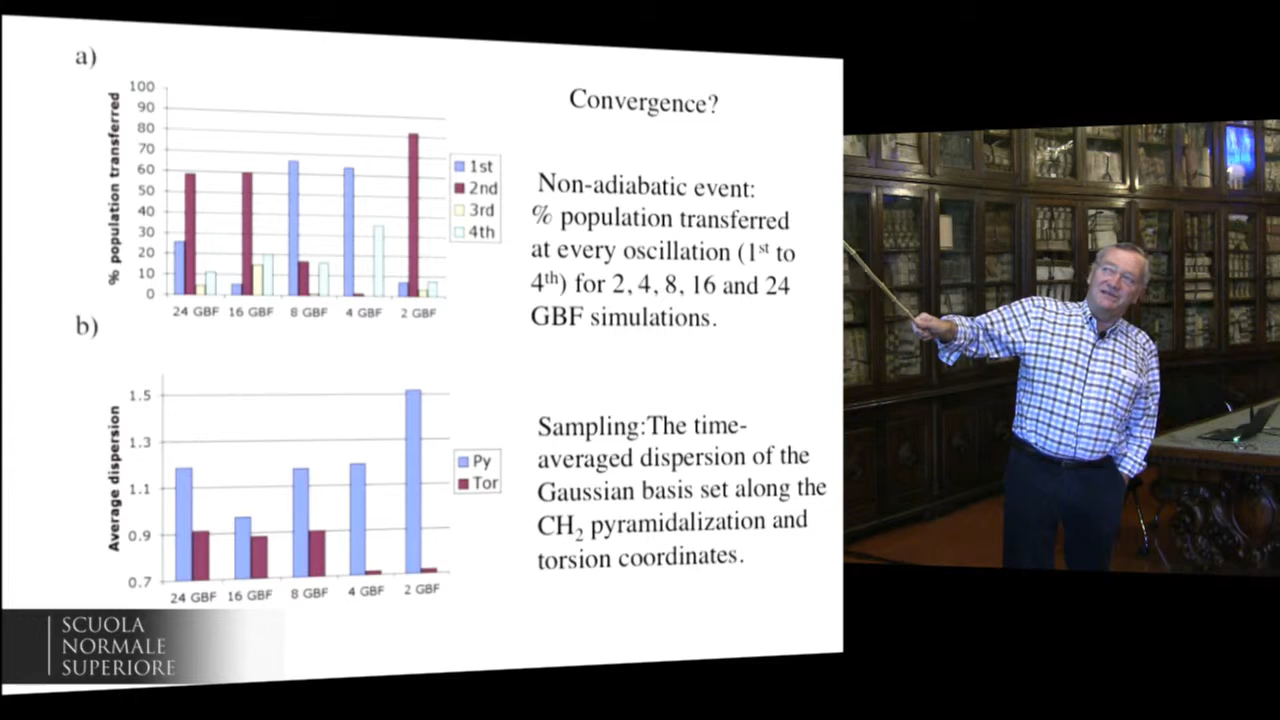 a)
% population transferred
100
90
80
70
60
50
40
30
20
10
0
24 GBF 16 GBF 8 GBF 4 GBF 2 GBF
1st
2nd
3rd
4th
Convergence?
Non-adiabatic event:
% population transferred
at every oscillation (1st to
4th) for 2, 4, 8, 16 and 24
GBF simulations.
b)
Average dispersion
1.5
1.3
1.1
0.9
0.7
24 GBF 16 GBF 8 GBF 4 GBF 2 GBF
Py
Tor
Sampling:The time-
averaged dispersion of the
Gaussian basis set along the
CH2 pyramidalization and
torsion coordinates.
SCUOLA
NORMALE
SUPERIORE